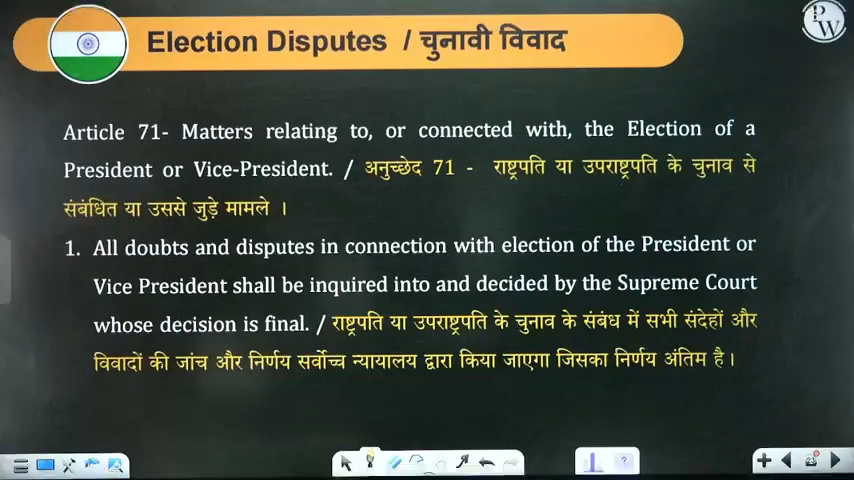 Election Disputes / चुनावी विवाद
PW
Article 71- Matters relating to, or connected with, the Election of a
President or Vice-President. / अनुच्छेद 71 - राष्ट्रपति या उपराष्ट्रपति के चुनाव से
संबंधित या उससे जुड़े मामले ।
1. All doubts and disputes in connection with election of the President or
Vice President shall be inquired into and decided by the Supreme Court
whose decision is final. / राष्ट्रपति या उपराष्ट्रपति के चुनाव के संबंध में सभी संदेहों और
विवादों की जांच और निर्णय सर्वोच्च न्यायालय द्वारा किया जाएगा जिसका निर्णय अंतिम है।